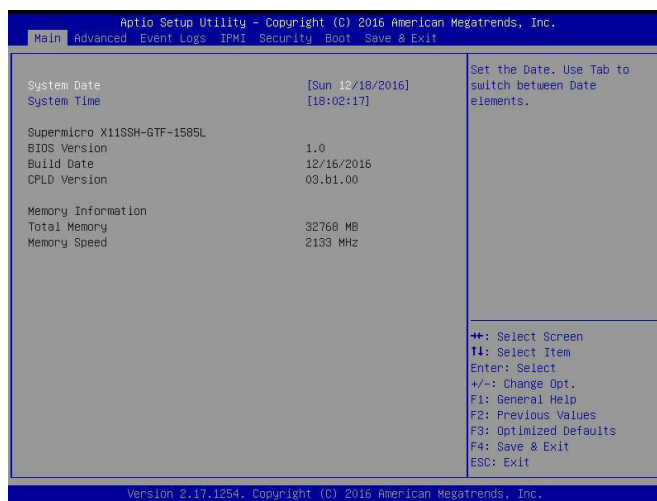 Aptio Setup Utility – Copyright (C) 2016 American Megatrends, Inc.
Main Advanced Event Logs IPMI Security Boot Save & Exit
System Date [Sun 12/18/2016]
System Time [18:02:17]
Supermicro X11SSH-GTF-1585L
BIOS Version 1.0
Build Date 12/16/2016
CPLD Version 03.b1.00
Memory Information
Total Memory 32768 MB
Memory Speed 2133 MHz
Set the Date. Use Tab to
switch between Date
elements.
→←: Select Screen
↑↓: Select Item
Enter: Select
+/-: Change Opt.
F1: General Help
F2: Previous Values
F3: Optimized Defaults
F4: Save & Exit
ESC: Exit
Version 2.17.1254. Copyright (C) 2016 American Megatrends, Inc.